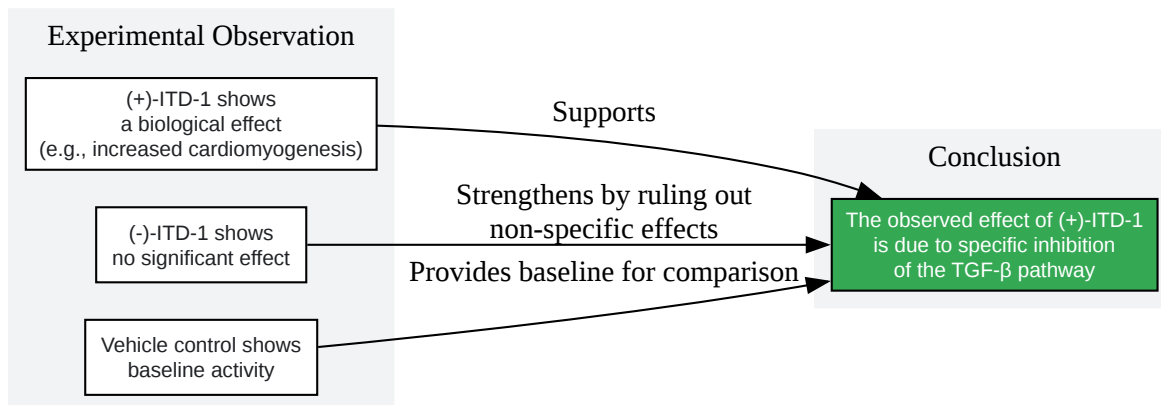 Experimental Observation
(+)-ITD-1 shows
a biological effect
(e.g., increased cardiomyogenesis)
(-)-ITD-1 shows
no significant effect
Vehicle control shows
baseline activity
Supports
Strengthens by ruling out
non-specific effects
Provides baseline for comparison
Conclusion
The observed effect of (+)-ITD-1
is due to specific inhibition
of the TGF-β pathway